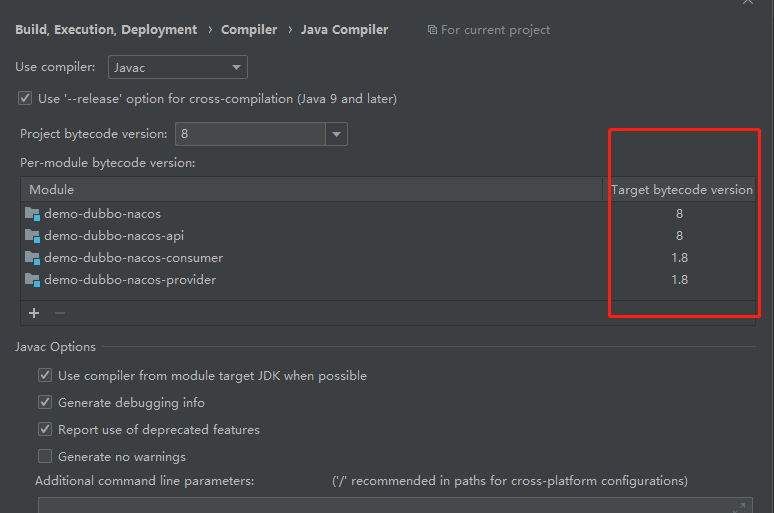 Build, Execution, Deployment › Compiler › Java Compiler For current project
Use compiler: Javac
Use '--release' option for cross-compilation (Java 9 and later)
Project bytecode version: 8
Per-module bytecode version:
Module Target bytecode version
demo-dubbo-nacos 8
demo-dubbo-nacos-api 8
demo-dubbo-nacos-consumer 1.8
demo-dubbo-nacos-provider 1.8
Javac Options
Use compiler from module target JDK when possible
Generate debugging info
Report use of deprecated features
Generate no warnings
Additional command line parameters: ('/' recommended in paths for cross-platform configurations)